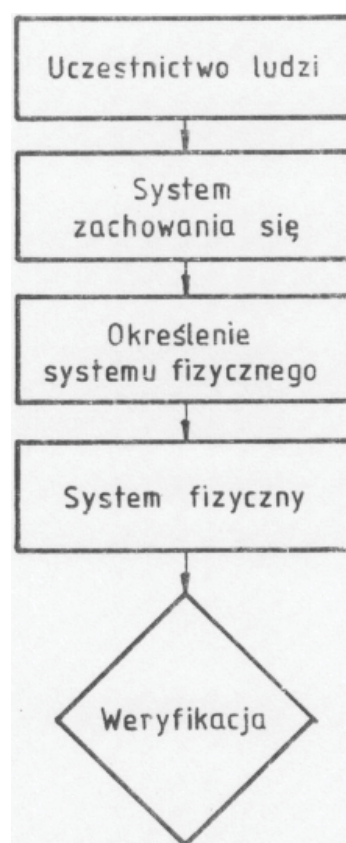 Uczestnictwo ludzi
System
zachowania się
Określenie
systemu fizycznego
System fizyczny
Weryfikacja